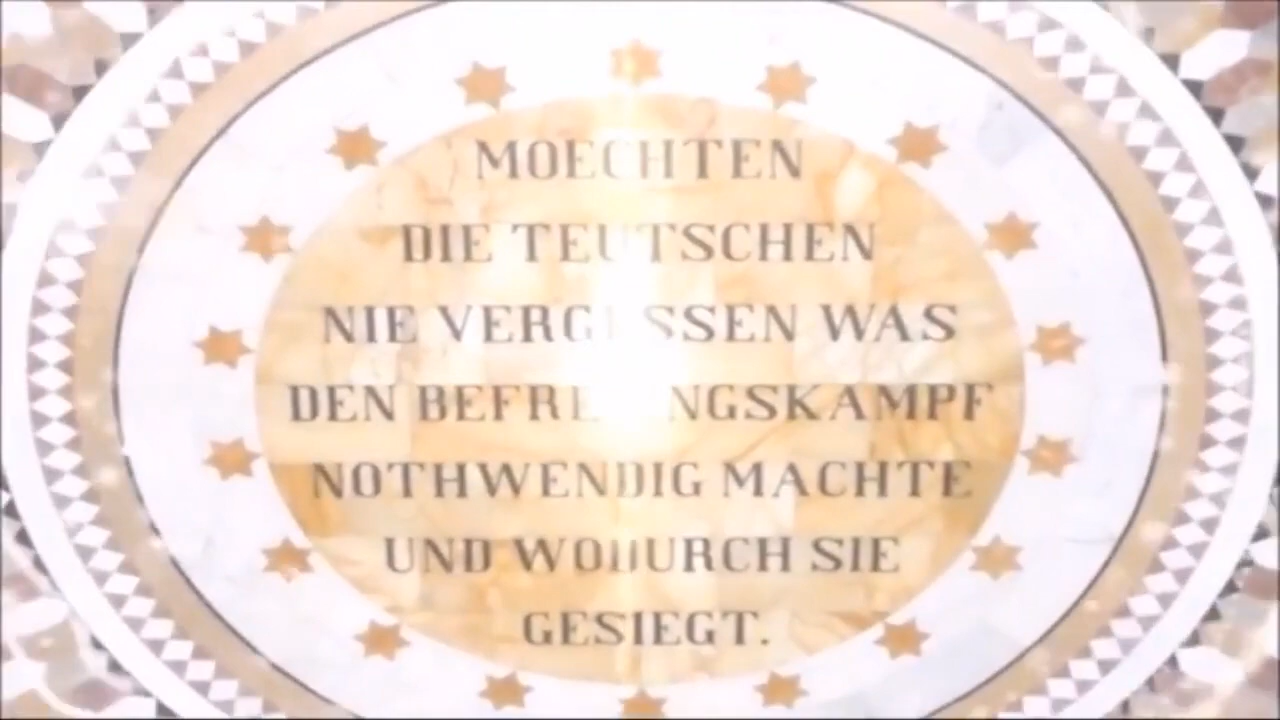 MOECHTEN
DIE TEUTSCHEN
NIE VERGESSEN WAS
DEN BEFREIUNGSKAMPF
NOTHWENDIG MACHTE
UND WODURCH SIE
GESIEGT.